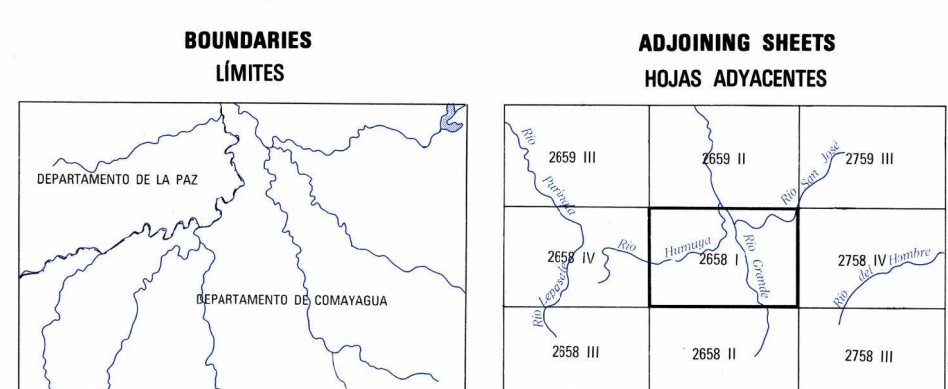 BOUNDARIES
LÍMITES
DEPARTAMENTO DE LA PAZ
DEPARTAMENTO DE COMAYAGUA
ADJOINING SHEETS
HOJAS ADYACENTES
2659 III
2659 II
2759 III
Río Puringla
Río San José
2658 IV
Río Humuya
2658 I
Río Grande
2758 IV
Río del Hombre
Río
2658 III
2658 II
2758 III